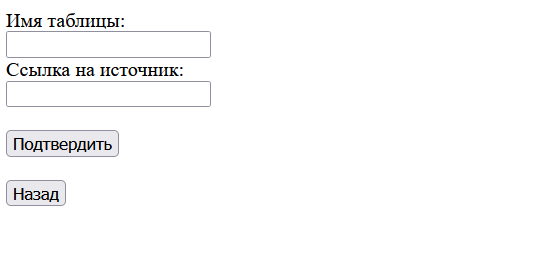 Имя таблицы:
Ссылка на источник:
Подтвердить
Назад